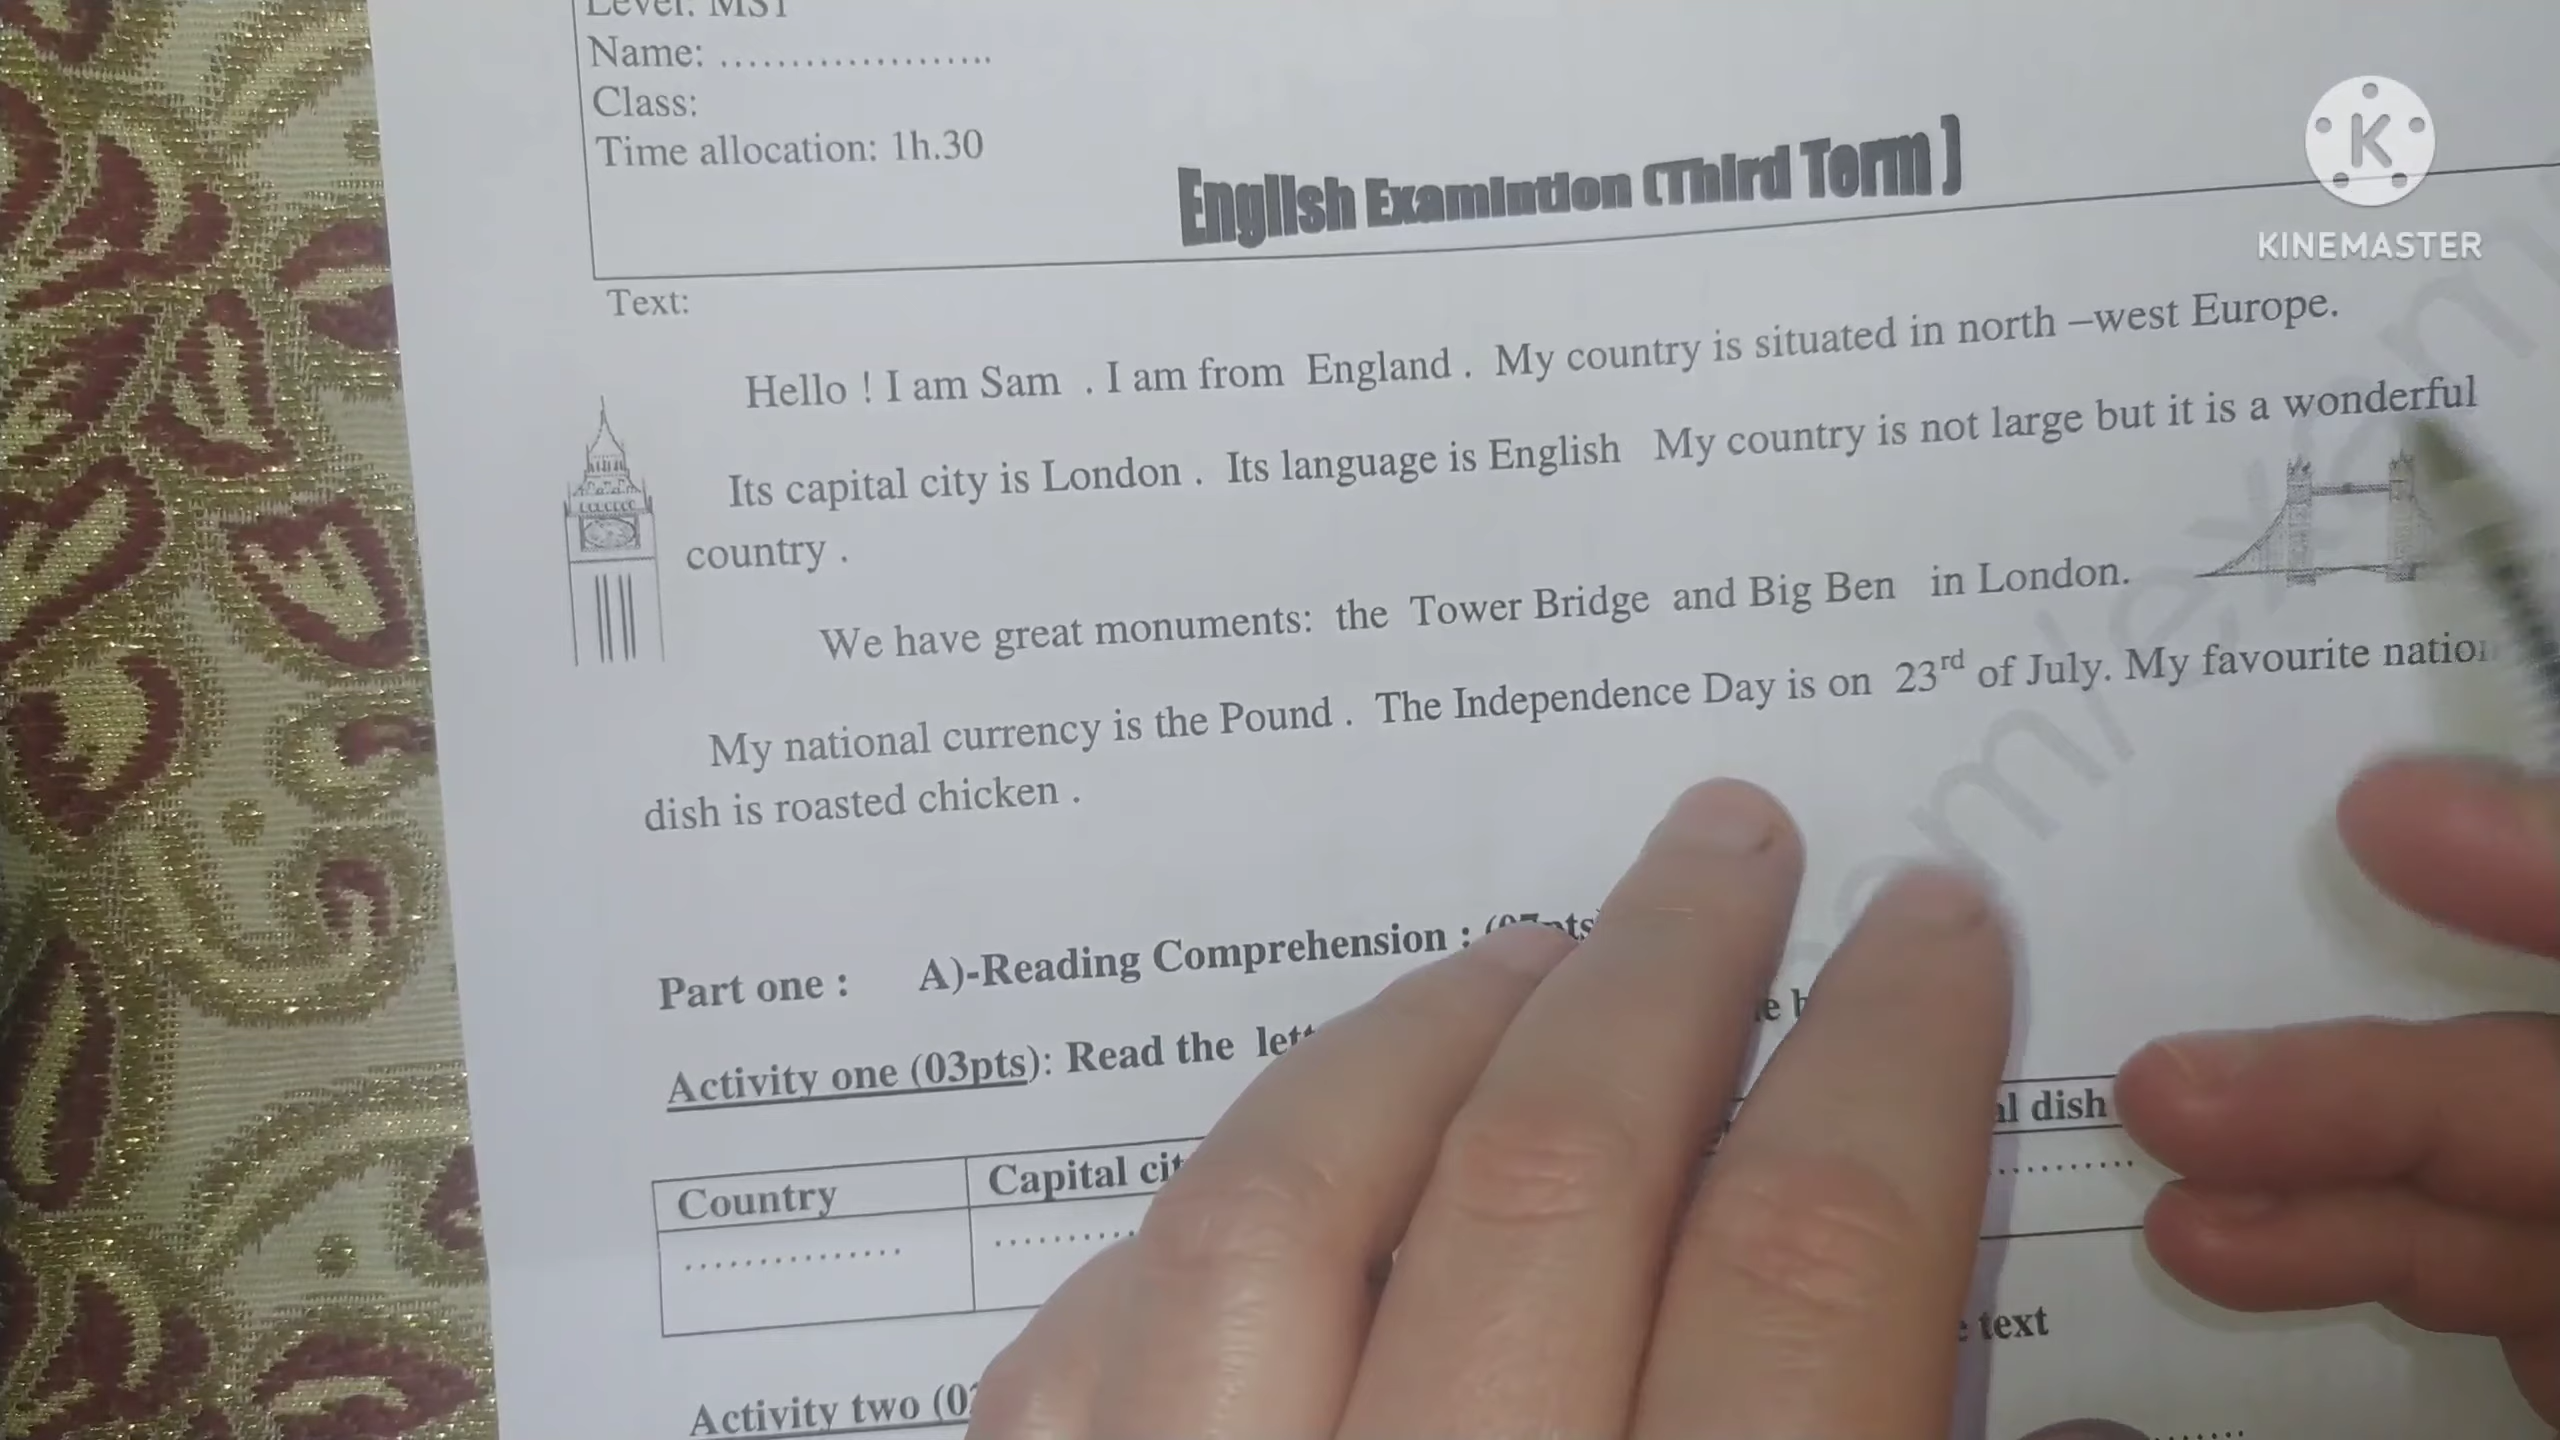 Level: MS1
Name: .....................
Class:
Time allocation: 1h.30
English Examintion (Third Term )
KINEMASTER
Text:
Hello ! I am Sam . I am from England . My country is situated in north –west Europe.
Its capital city is London . Its language is English My country is not large but it is a wonderful
country .
We have great monuments: the Tower Bridge and Big Ben in London.
My national currency is the Pound . The Independence Day is on 23rd of July. My favourite nation
dish is roasted chicken .
Part one : A)-Reading Comprehension :
Activity one (03pts): Read the
Country Capital dish
............... .......... ..........
text
Activity two